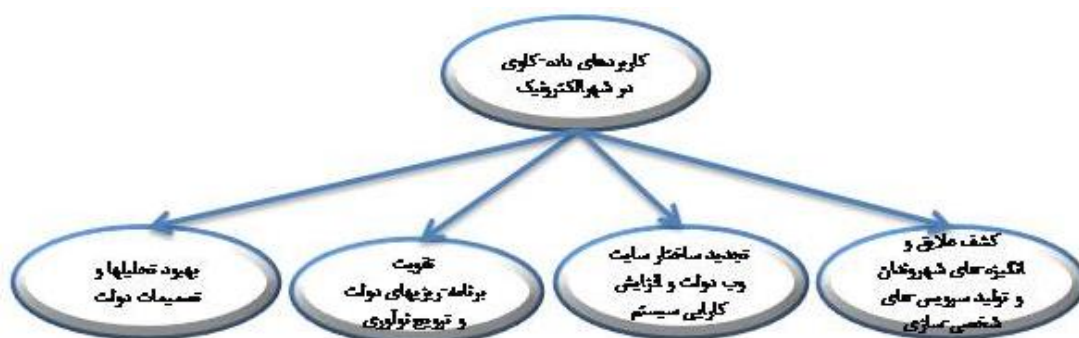 کاربردهای داده-کاوی
در شهرالکترونیک
کشف علایق و
انگیزه-های شهروندان
و تولید سرویس-های
شخصی-سازی
تجدید ساختار سایت
وب دولت و افزایش
کارایی سیستم
تقویت
برنامه-ریزیهای دولت
و ترویج نوآوری
بهبود تحلیلها و
تصمیمات دولت